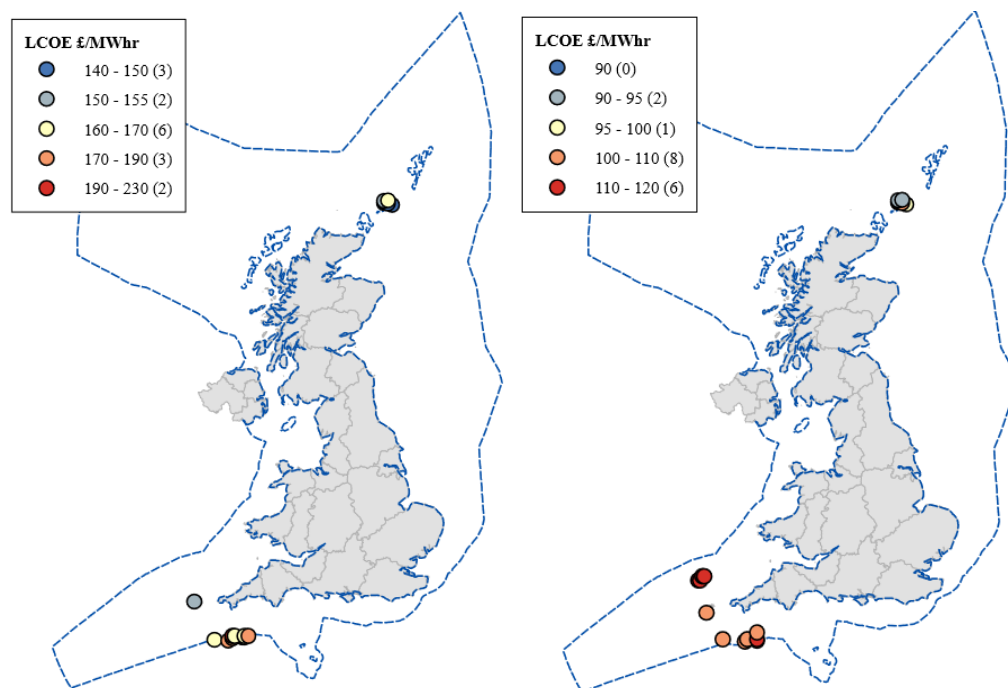 LCOE £/MWhr
140 - 150 (3)
150 - 155 (2)
160 - 170 (6)
170 - 190 (3)
190 - 230 (2)
LCOE £/MWhr
90 (0)
90 - 95 (2)
95 - 100 (1)
100 - 110 (8)
110 - 120 (6)